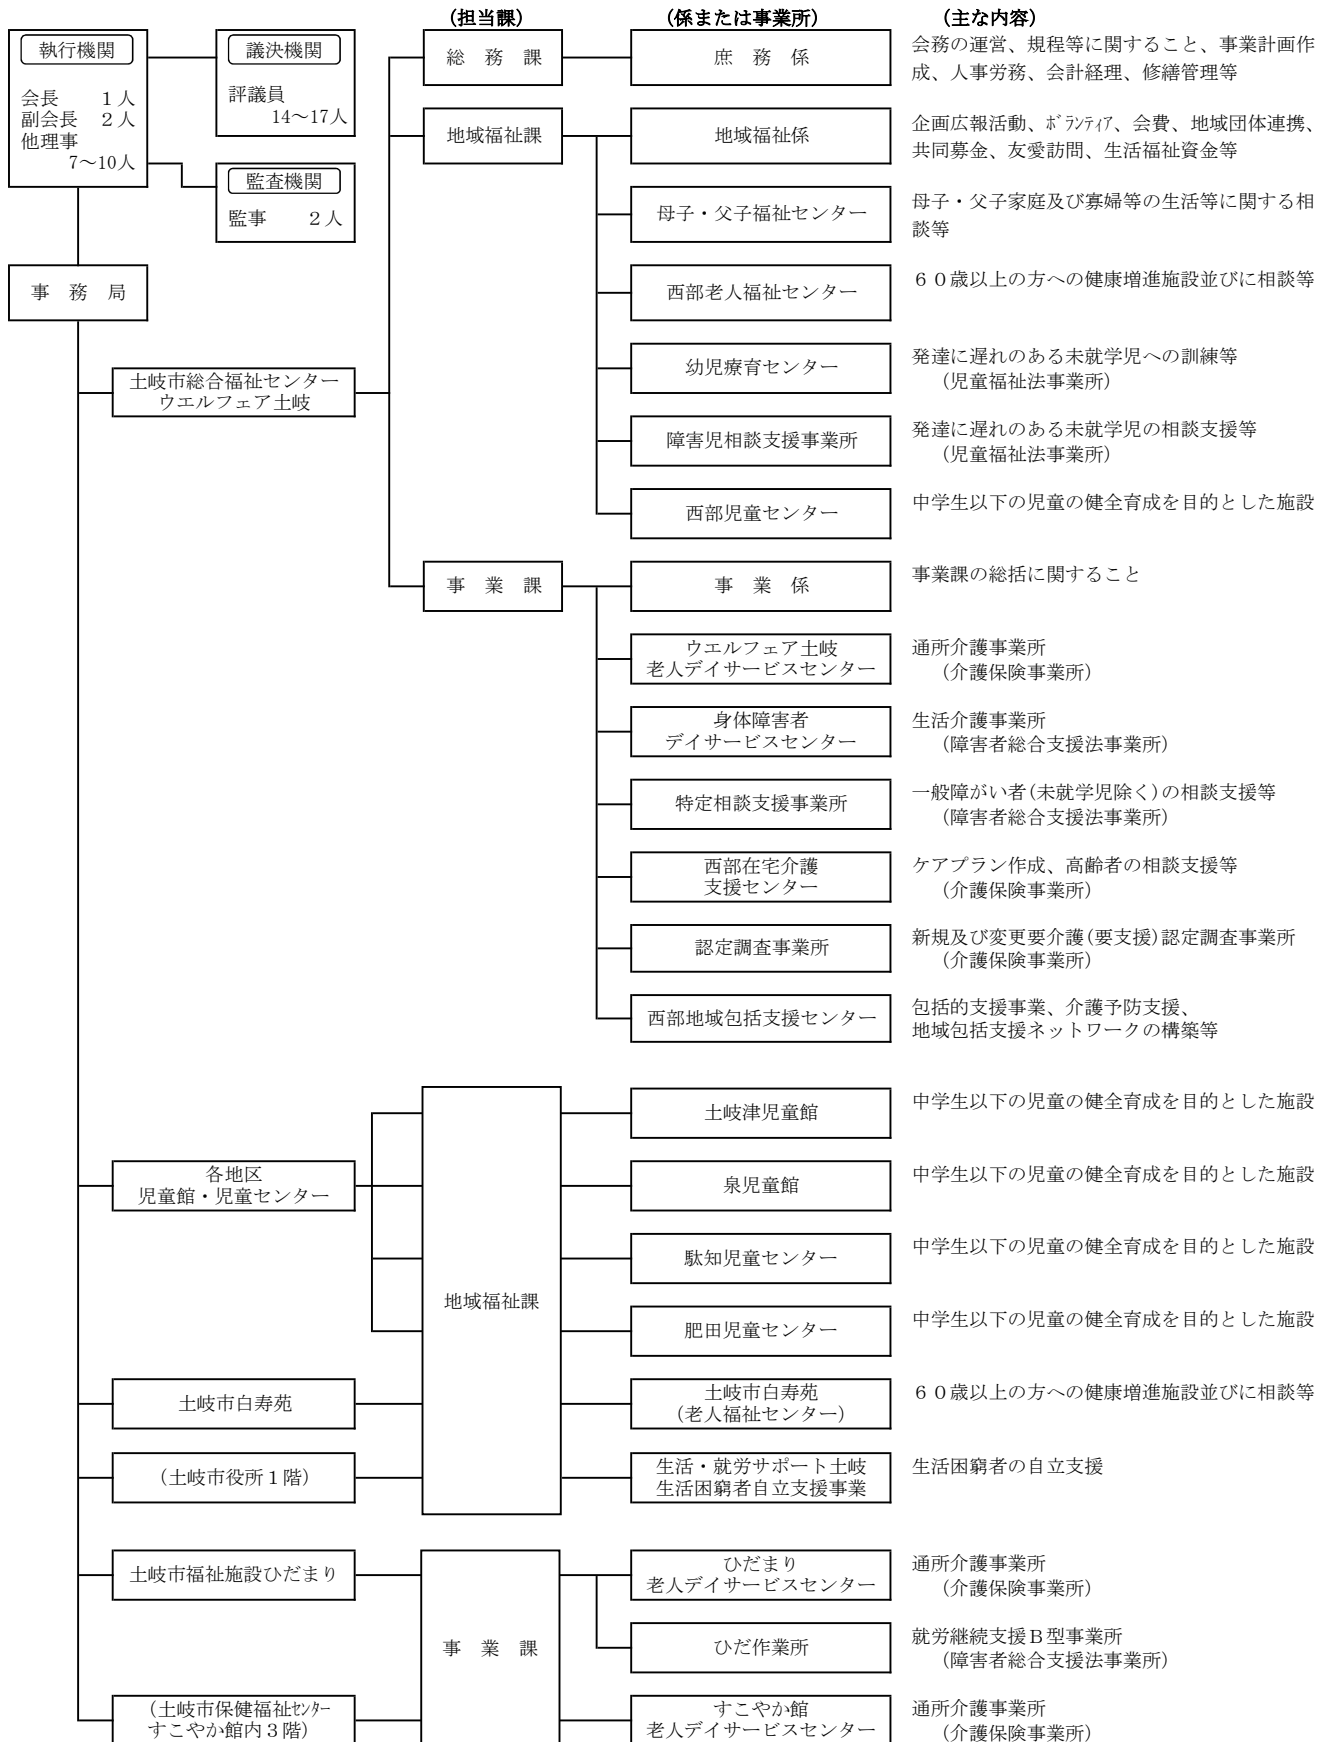 (担当課)
(係または事業所)
(主な内容)
執行機関
会長 1人
副会長 2人
他理事
7～10人
議決機関
評議員
14～17人
監査機関
監事 2人
事務局
総務課
庶務係
会務の運営、規程等に関すること、事業計画作
成、人事労務、会計経理、修繕管理等
地域福祉課
地域福祉係
企画広報活動、ﾎﾞﾗﾝﾃｨｱ、会費、地域団体連携、
共同募金、友愛訪問、生活福祉資金等
母子・父子福祉センター
母子・父子家庭及び寡婦等の生活等に関する相
談等
西部老人福祉センター
６０歳以上の方への健康増進施設並びに相談等
土岐市総合福祉センター
ウエルフェア土岐
幼児療育センター
発達に遅れのある未就学児への訓練等
(児童福祉法事業所)
障害児相談支援事業所
発達に遅れのある未就学児の相談支援等
(児童福祉法事業所)
西部児童センター
中学生以下の児童の健全育成を目的とした施設
事業課
事業係
事業課の総括に関すること
ウエルフェア土岐
老人デイサービスセンター
通所介護事業所
(介護保険事業所)
身体障害者
デイサービスセンター
生活介護事業所
(障害者総合支援法事業所)
特定相談支援事業所
一般障がい者(未就学児除く)の相談支援等
(障害者総合支援法事業所)
西部在宅介護
支援センター
ケアプラン作成、高齢者の相談支援等
(介護保険事業所)
認定調査事業所
新規及び変更要介護(要支援)認定調査事業所
(介護保険事業所)
西部地域包括支援センター
包括的支援事業、介護予防支援、
地域包括支援ネットワークの構築等
各地区
児童館・児童センター
地域福祉課
土岐津児童館
中学生以下の児童の健全育成を目的とした施設
泉児童館
中学生以下の児童の健全育成を目的とした施設
駄知児童センター
中学生以下の児童の健全育成を目的とした施設
肥田児童センター
中学生以下の児童の健全育成を目的とした施設
土岐市白寿苑
土岐市白寿苑
(老人福祉センター)
６０歳以上の方への健康増進施設並びに相談等
(土岐市役所１階)
生活・就労サポート土岐
生活困窮者自立支援事業
生活困窮者の自立支援
土岐市福祉施設ひだまり
事業課
ひだまり
老人デイサービスセンター
通所介護事業所
(介護保険事業所)
ひだ作業所
就労継続支援Ｂ型事業所
(障害者総合支援法事業所)
(土岐市保健福祉ｾﾝﾀｰ
すこやか館内３階)
すこやか館
老人デイサービスセンター
通所介護事業所
(介護保険事業所)